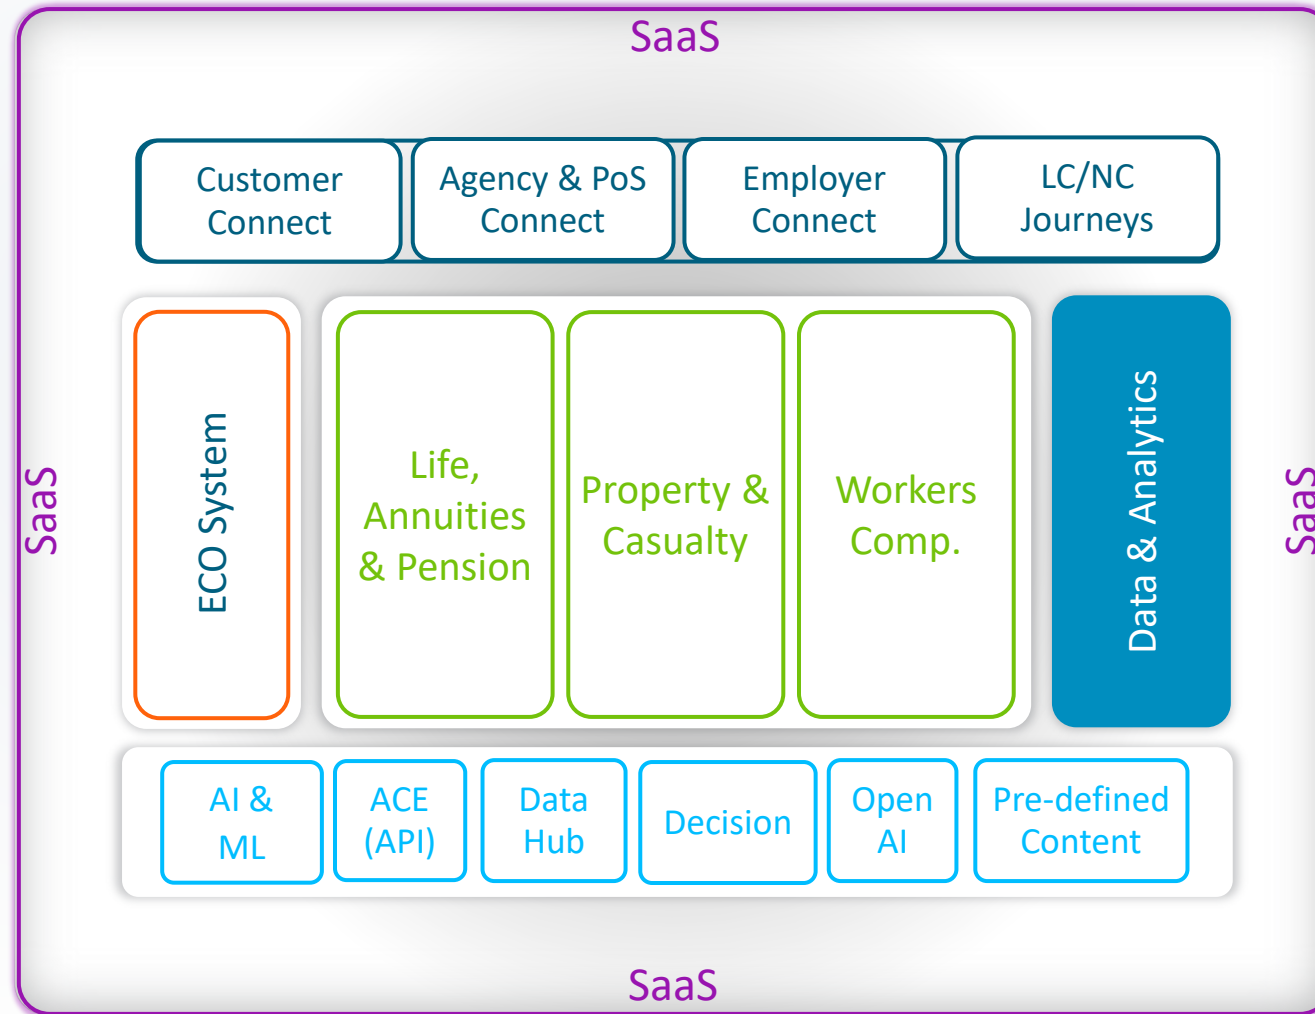 SaaS
Customer
Connect
Agency & PoS
Connect
Employer
Connect
LC/NC
Journeys
SaaS
ECO System
Life,
Annuities
& Pension
Property &
Casualty
Workers
Comp.
Data & Analytics
SaaS
AI &
ML
ACE
(API)
Data
Hub
Decision
Open
AI
Pre-defined
Content
SaaS